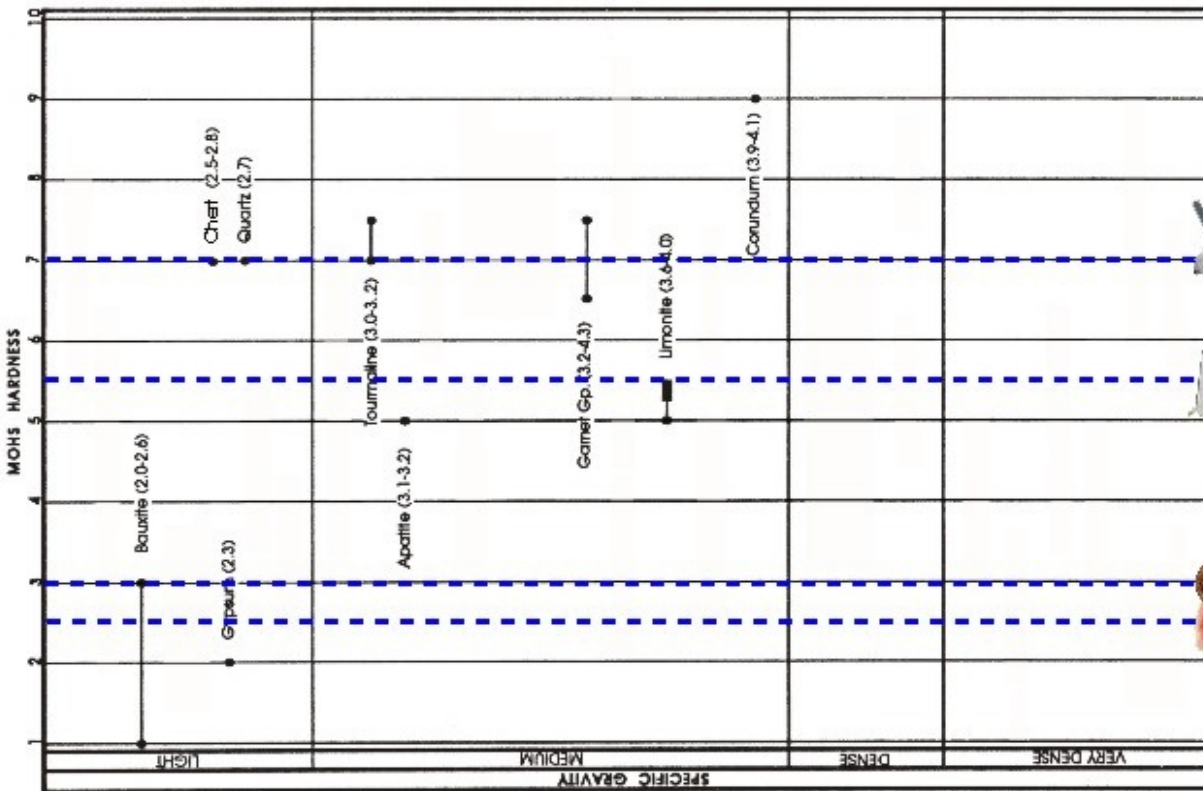 MOHS HARDNESS
1
2
3
4
5
6
7
8
9
10
Bauxite (2.0-2.6)
Gypsum (2.3)
Chert (2.5-2.8)
Quartz (2.7)
Tourmaline (3.0-3.2)
Apatite (3.1-3.2)
Garnet Gp. (3.2-4.3)
Limonite (3.6-4.0)
Corundum (3.9-4.1)
LIGHT
MEDIUM
DENSE
VERY DENSE
SPECIFIC GRAVITY